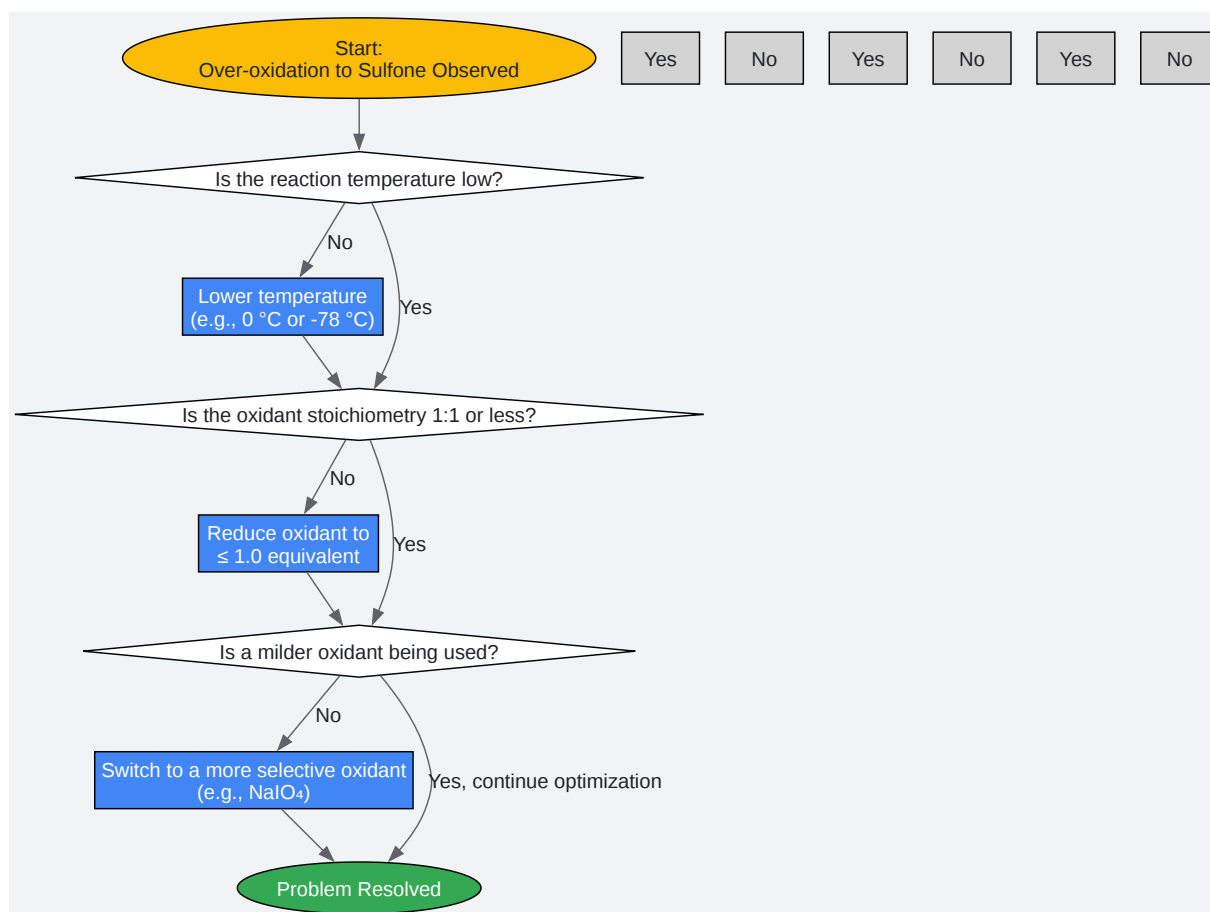 Start:
Over-oxidation to Sulfone Observed
Yes
No
Yes
No
Yes
No
Is the reaction temperature low?
No
Lower temperature
(e.g., 0 °C or -78 °C)
Yes
Is the oxidant stoichiometry 1:1 or less?
No
Reduce oxidant to
≤ 1.0 equivalent
Yes
Is a milder oxidant being used?
No
Switch to a more selective oxidant
(e.g., NaIO₄)
Yes, continue optimization
Problem Resolved